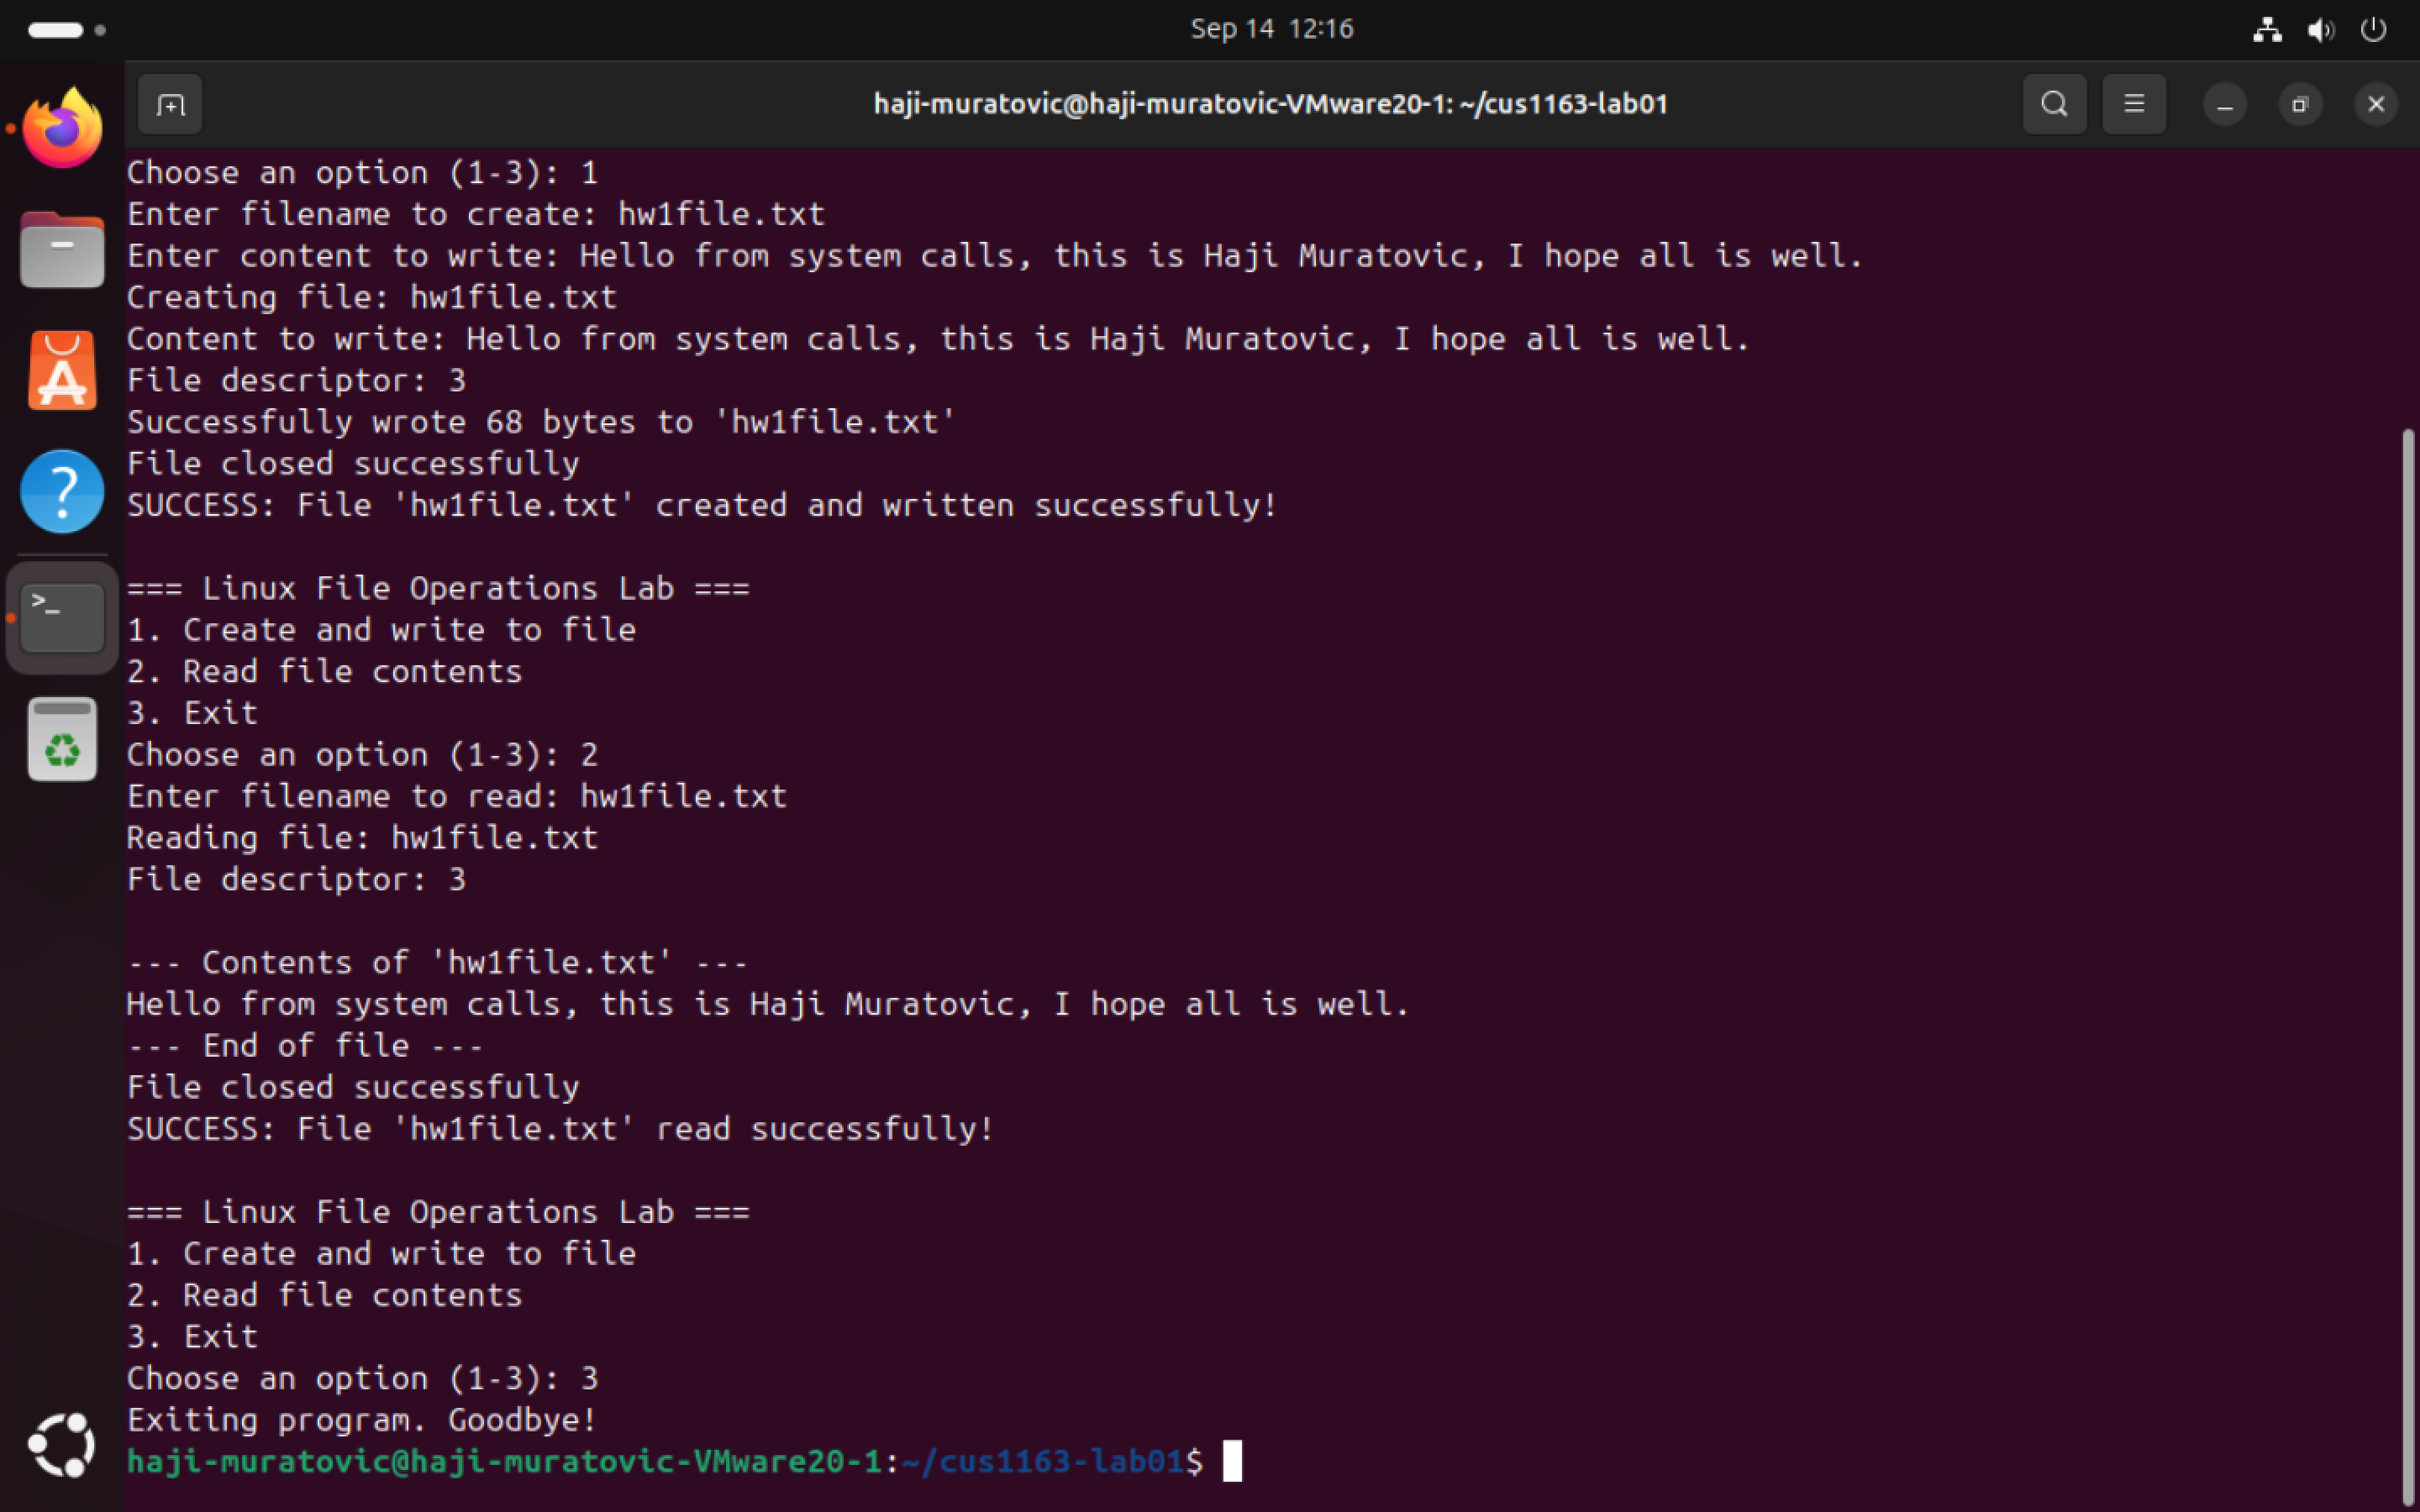 Sep 14 12:16
haji-muratovic@haji-muratovic-VMware20-1: ~/cus1163-lab01
Choose an option (1-3): 1
Enter filename to create: hw1file.txt
Enter content to write: Hello from system calls, this is Haji Muratovic, I hope all is well.
Creating file: hw1file.txt
Content to write: Hello from system calls, this is Haji Muratovic, I hope all is well.
File descriptor: 3
Successfully wrote 68 bytes to 'hw1file.txt'
File closed successfully
SUCCESS: File 'hw1file.txt' created and written successfully!
=== Linux File Operations Lab ===
1. Create and write to file
2. Read file contents
3. Exit
Choose an option (1-3): 2
Enter filename to read: hw1file.txt
Reading file: hw1file.txt
File descriptor: 3
--- Contents of 'hw1file.txt' ---
Hello from system calls, this is Haji Muratovic, I hope all is well.
--- End of file ---
File closed successfully
SUCCESS: File 'hw1file.txt' read successfully!
=== Linux File Operations Lab ===
1. Create and write to file
2. Read file contents
3. Exit
Choose an option (1-3): 3
Exiting program. Goodbye!
haji-muratovic@haji-muratovic-VMware20-1:~/cus1163-lab01$